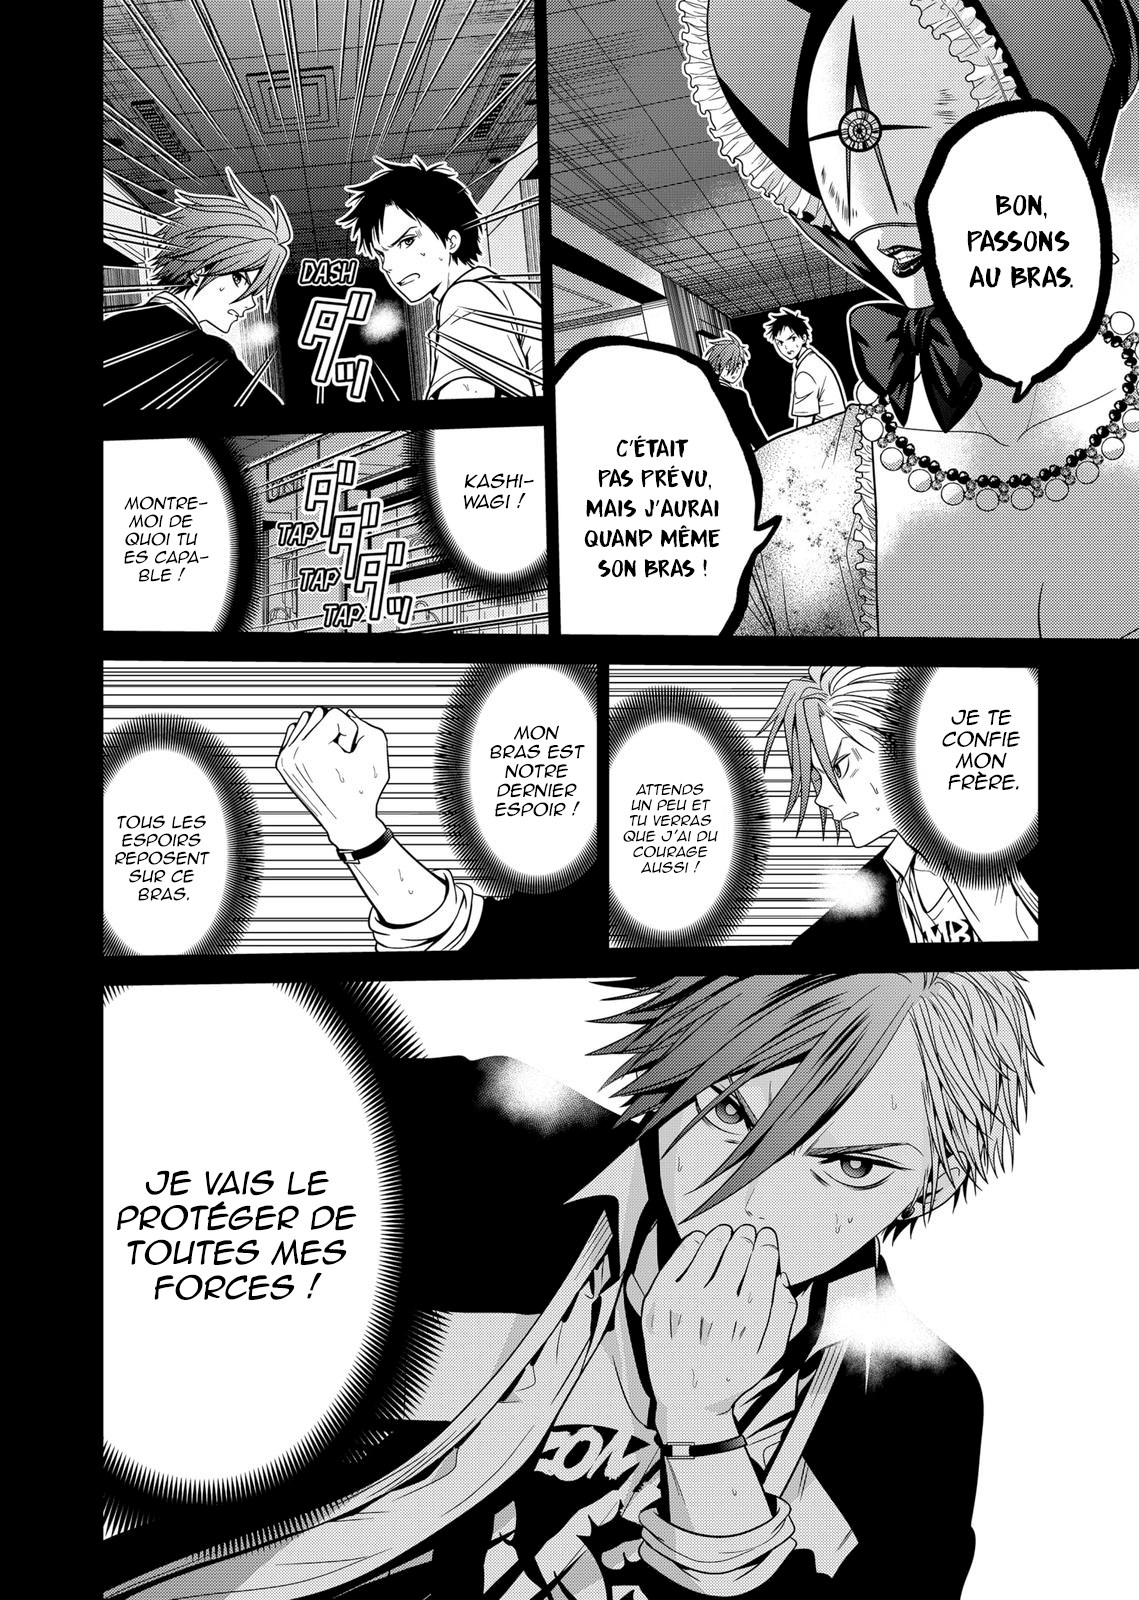 BON,
PASSONS
AU BRAS.
C'ÉTAIT
PAS PRÉVU,
MAIS J'AURAI
QUAND MÊME
SON BRAS !
DASH
ダッ
KASHI-
WAGI !
ダダダッ
TAP
TAP
TAP
MONTRE-
MOI DE
QUOI TU
ES CAPA-
BLE !
JE TE
CONFIE
MON
FRÈRE.
ATTENDS
UN PEU ET
TU VERRAS
QUE J'AI DU
COURAGE
AUSSI !
MB
MON
BRAS EST
NOTRE
DERNIER
ESPOIR !
TOUS LES
ESPOIRS
REPOSENT
SUR CE
BRAS.
JE VAIS LE
PROTÉGER DE
TOUTES MES
FORCES !